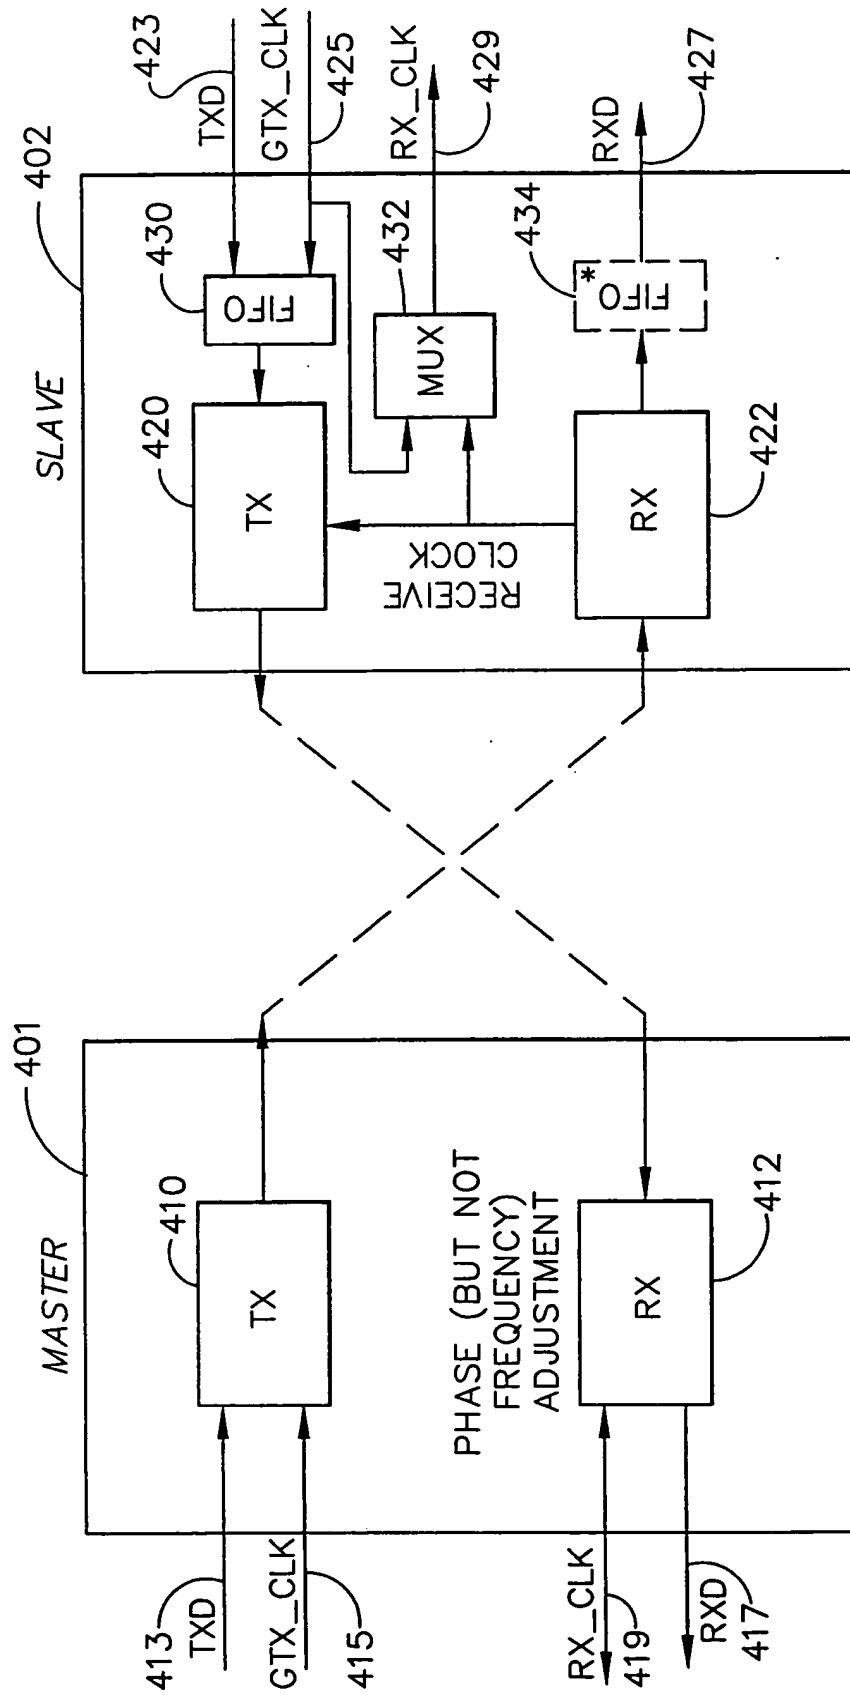 MASTER
401
410
TX
413
TXD
GTX_CLK
415
PHASE (BUT NOT
FREQUENCY)
ADJUSTMENT
RX
412
RX_CLK
419
RXD
417
SLAVE
402
420
TX
430
FIFO
423
TXD
GTX_CLK
425
RX_CLK
429
432
MUX
RECEIVE
CLOCK
RX
422
434
FIFO
*
RXD
427